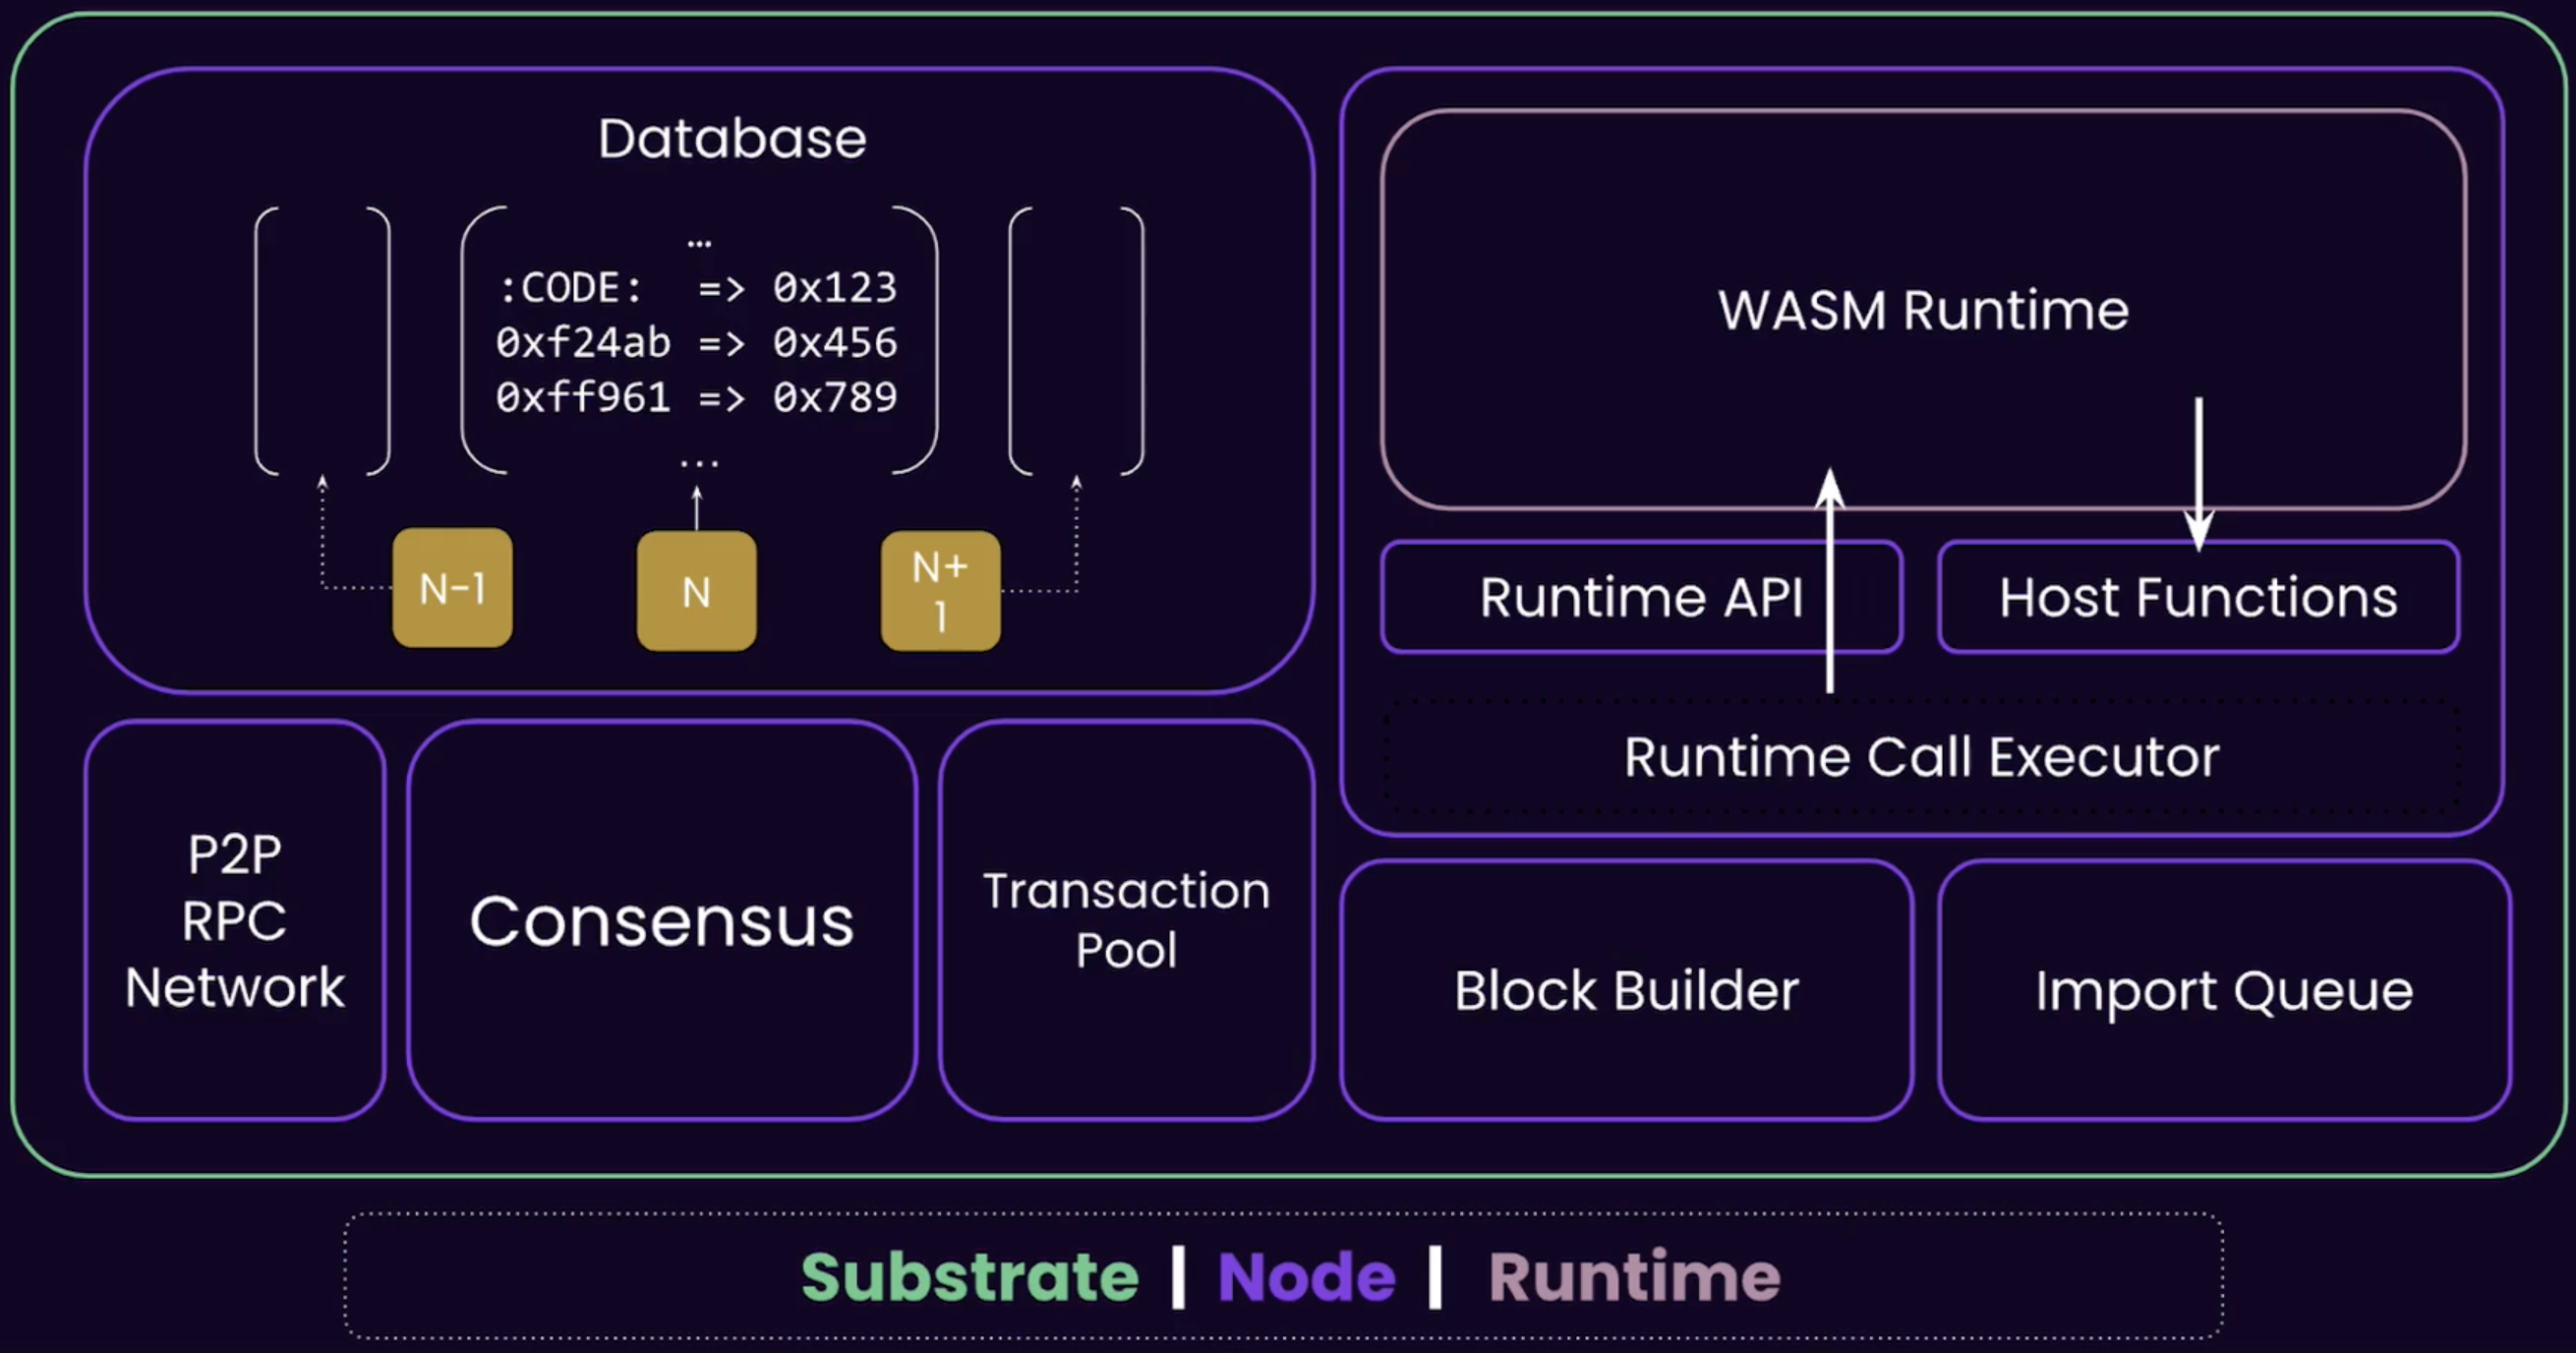 Database
…
:CODE: => 0x123
0xf24ab => 0x456
0xff961 => 0x789
...
N-1
N
N+
1
P2P
RPC
Network
Consensus
Transaction
Pool
WASM Runtime
Runtime API
Host Functions
Runtime Call Executor
Block Builder
Import Queue
Substrate | Node | Runtime